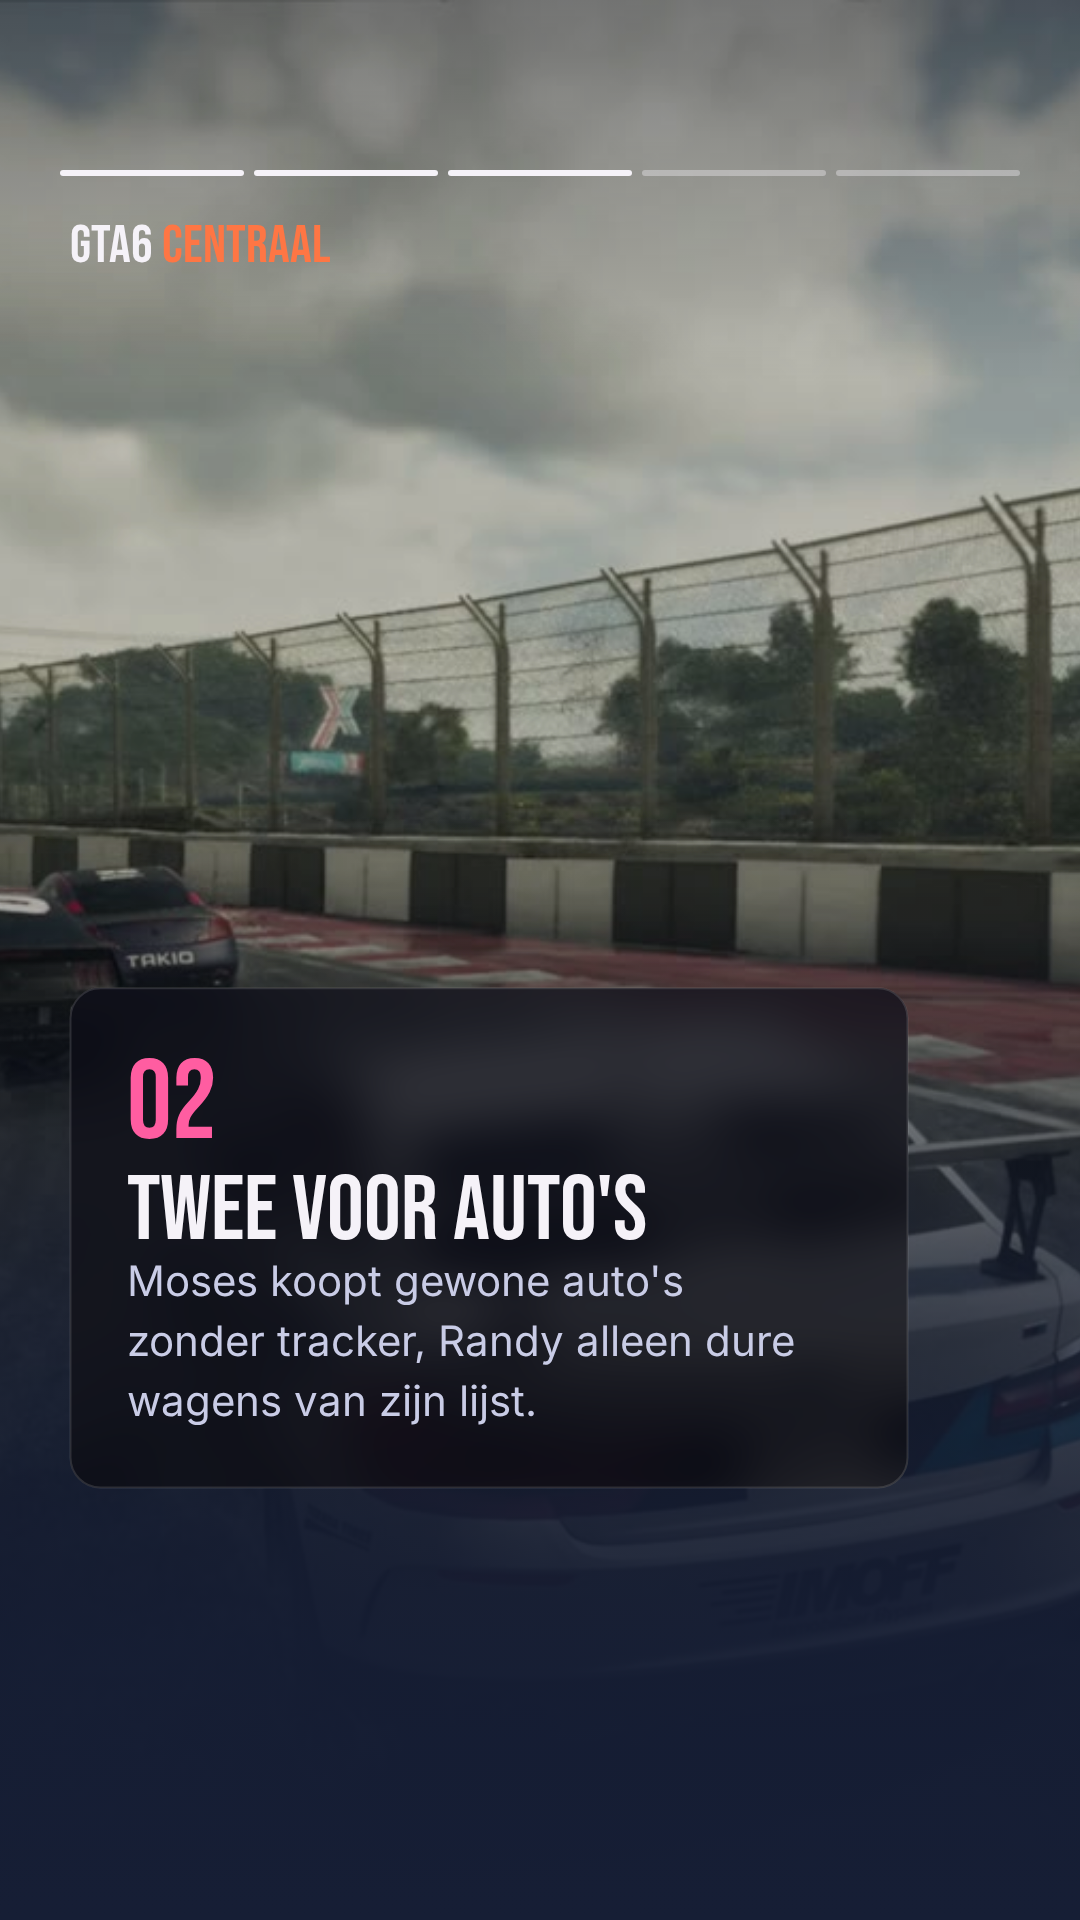 GTA6 CENTRAAL
TAKIO
02
TWEE VOOR AUTO'S
Moses koopt gewone auto's
zonder tracker, Randy alleen dure
wagens van zijn lijst.
IMOFF